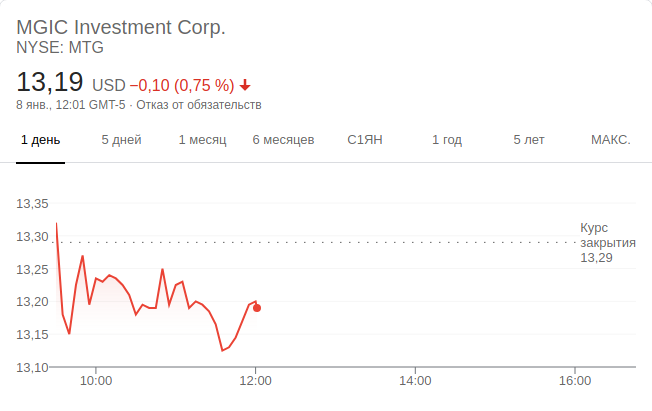 MGIC Investment Corp.
NYSE: MTG
13,19 USD −0,10 (0,75 %)
8 янв., 12:01 GMT-5 · Отказ от обязательств
1 день 5 дней 1 месяц 6 месяцев С1ЯН 1 год 5 лет МАКС.
13,35
13,30
13,25
13,20
13,15
13,10
Курс
закрытия
13,29
10:00 12:00 14:00 16:00